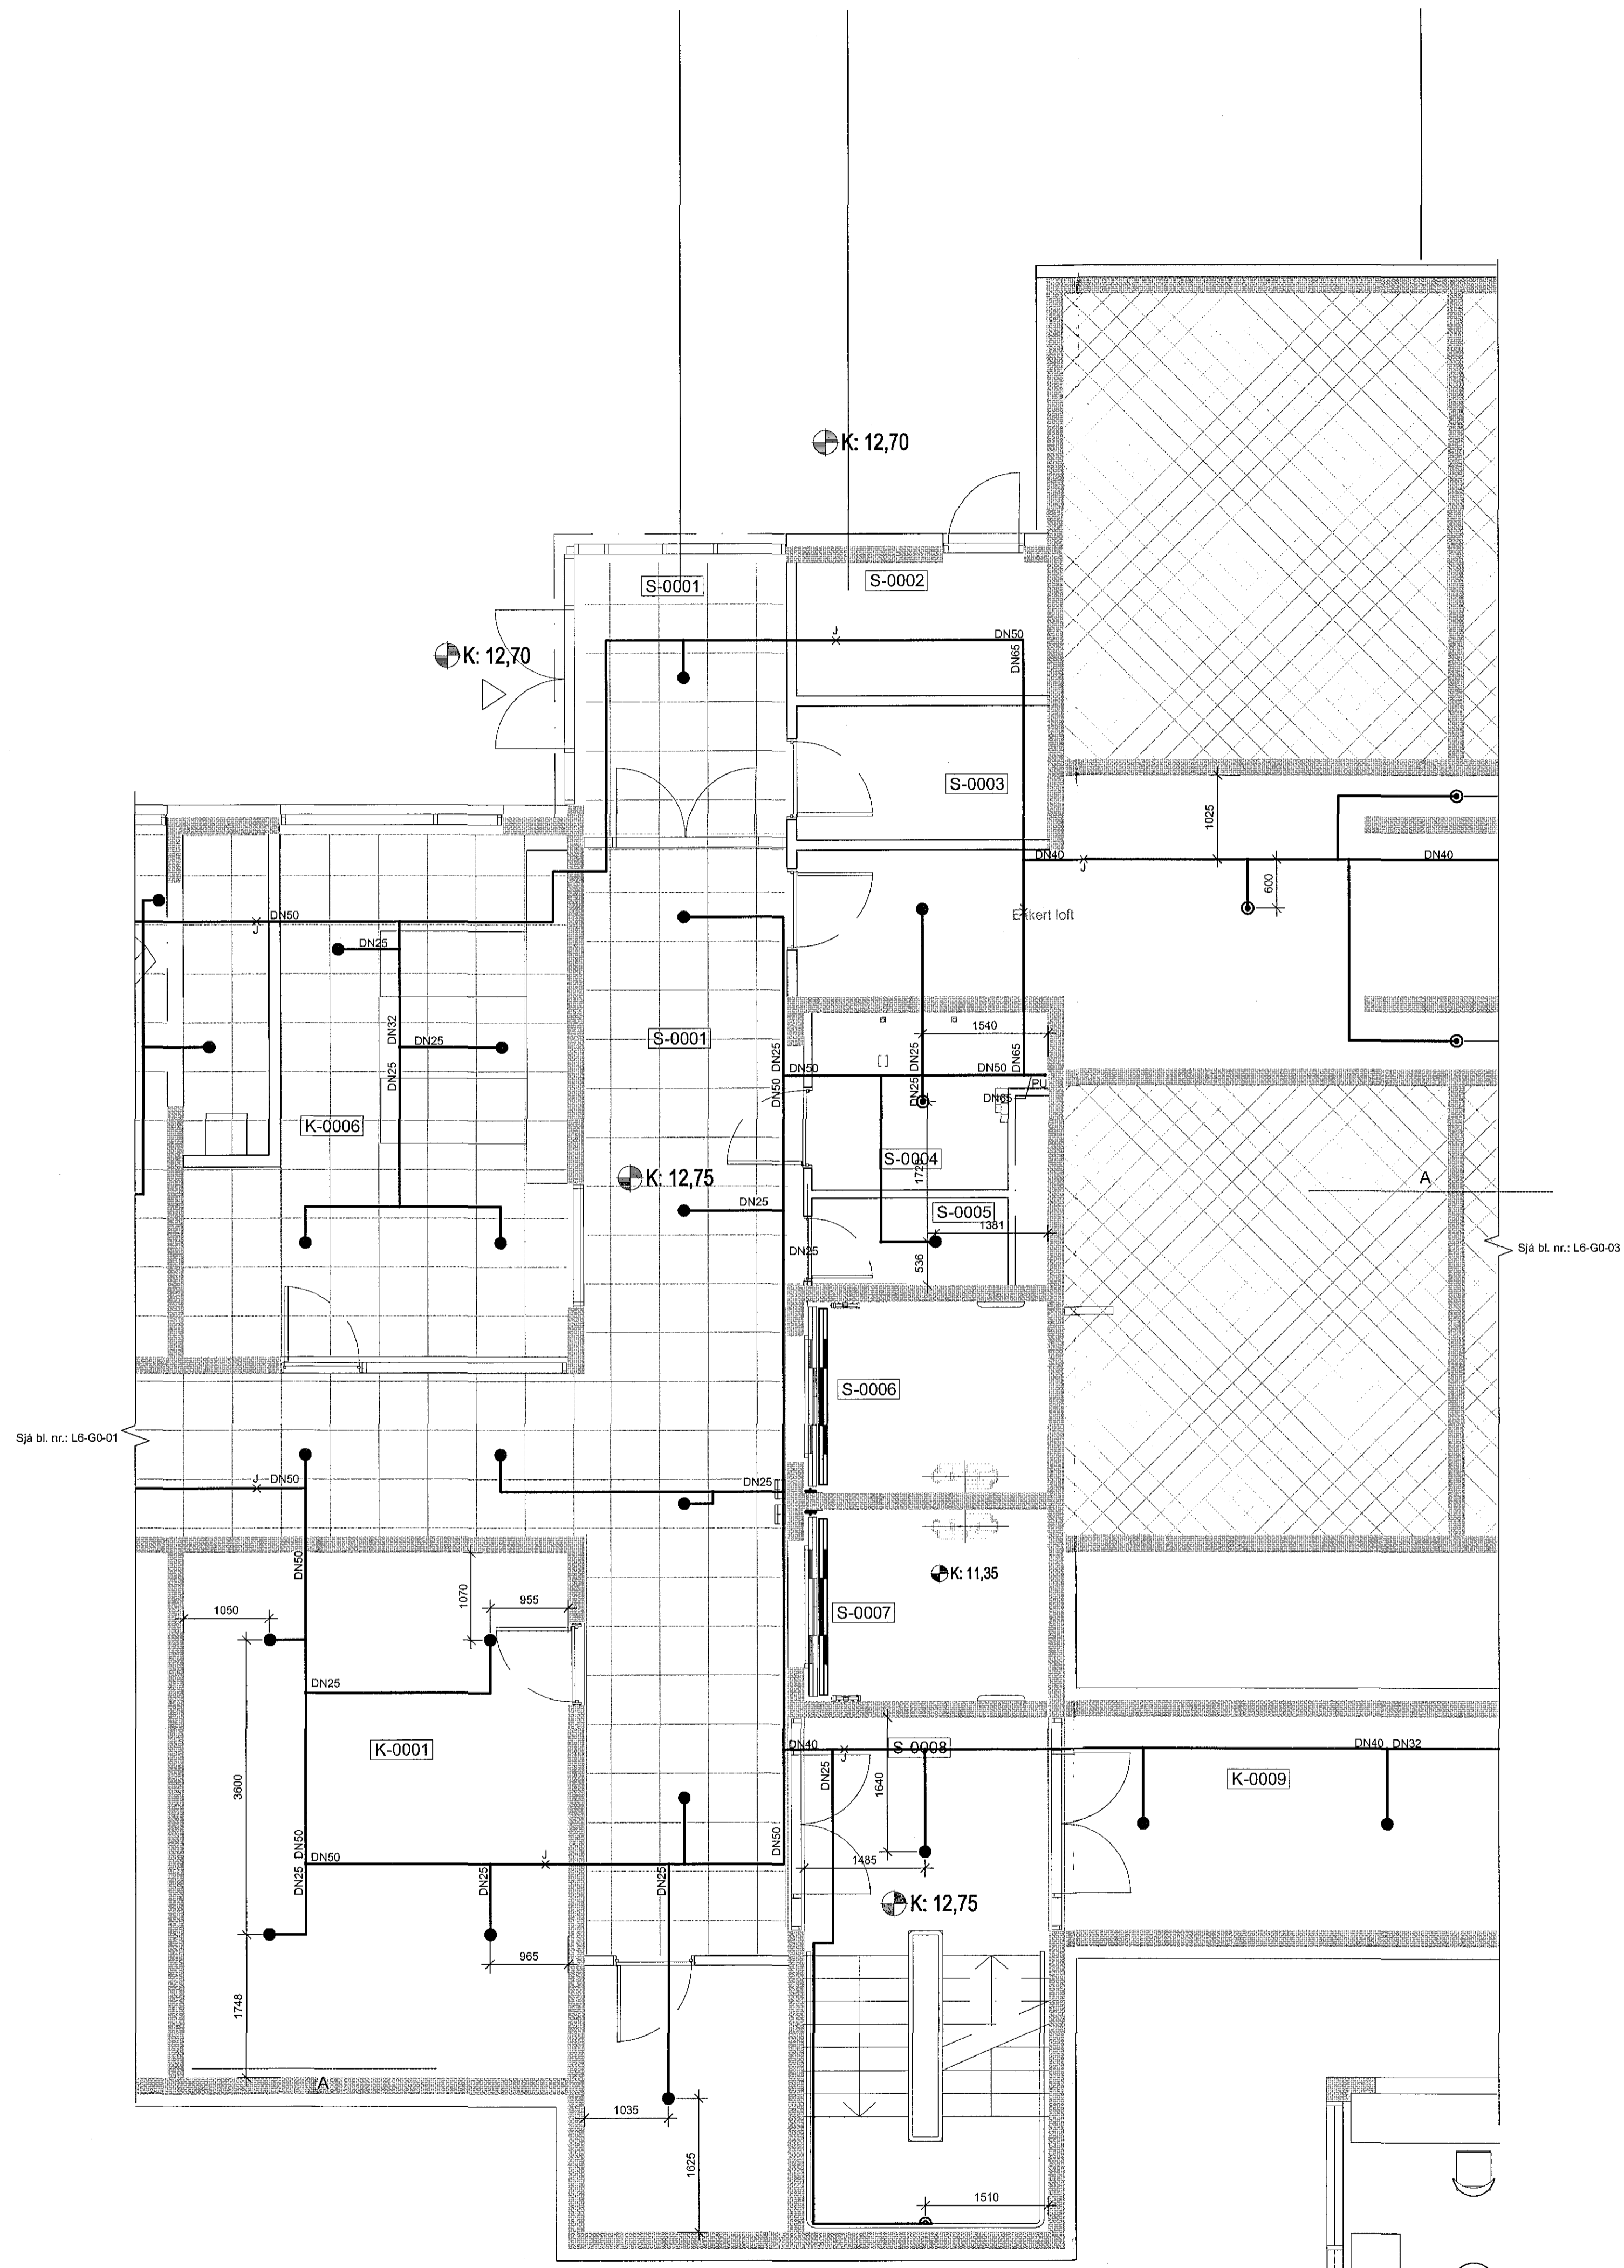 K: 12,70
S-0001
S-0002
J
DN50
DN65
K: 12,70
S-0003
1025
DN40
J
DN40
600
DN50
J
DN25
Ekkert loft
DN32
DN25
S-0001
1540
DN25
DN25
DN65
DN25
DN50
DN50
DN50
PU
DN25
DN65
K-0006
S-0004
1725
K: 12,75
A
DN25
S-0005
1381
DN25
536
Sjá bl. nr.: L6-G0-03
S-0006
Sjá bl. nr.: L6-G0-01
J
DN50
DN25
DN50
K: 11,35
1070
955
1050
S-0007
DN25
K-0001
DN40
J
S-0008
DN40
DN32
DN25
1640
K-0009
3600
DN50
DN50
DN50
J
DN25
DN25
DN25
1485
K: 12,75
965
1748
A
1035
1625
1510